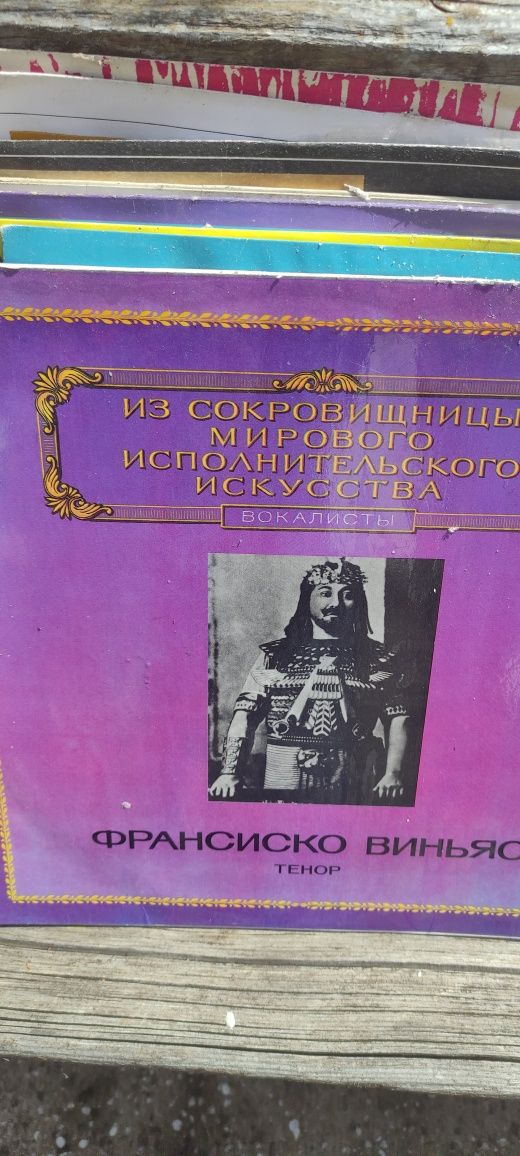 ИЗ СОКРОВИЩНИЦЫ
МИРОВОГО
ИСПОЛНИТЕЛЬСКОГО
ИСКУССТВА
ВОКАЛИСТЫ
ФРАНСИСКО ВИНЬЯС
ТЕНОР